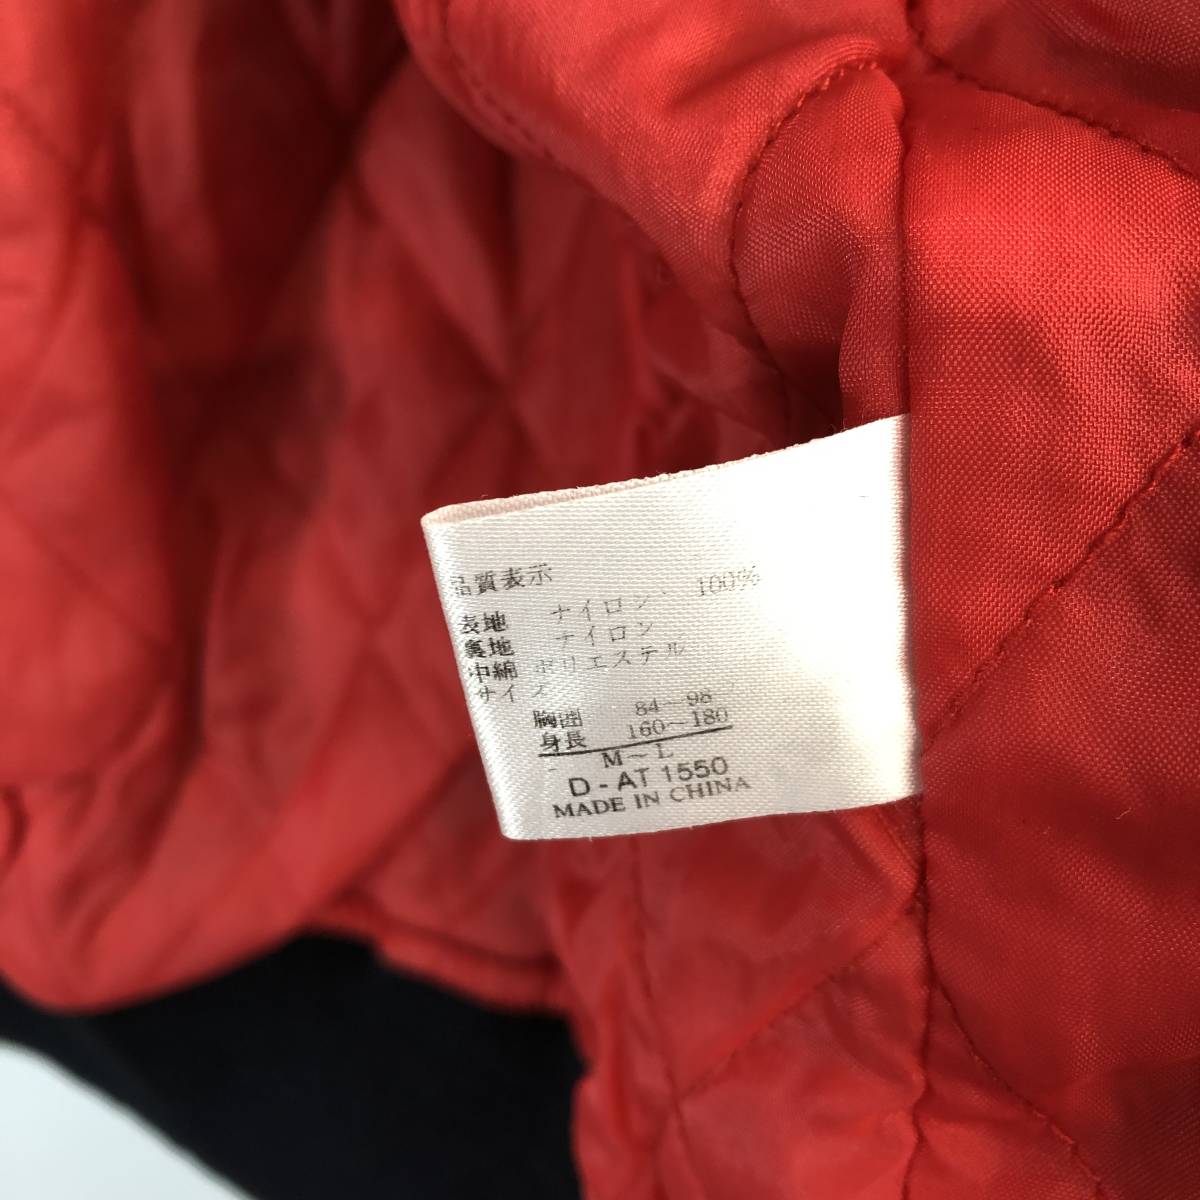 品質表示
表地 ナイロン 100%
裏地 ナイロン
中綿 ポリエステル
サイズ
胸囲 84〜98
身長 160〜180
M〜L
D-AT 1550
MADE IN CHINA